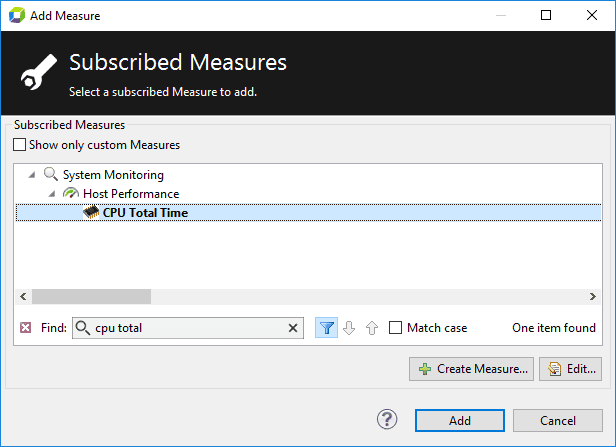 Add Measure
Subscribed Measures
Select a subscribed Measure to add.
Subscribed Measures
Show only custom Measures
System Monitoring
Host Performance
CPU Total Time
Find: cpu total Match case One item found
Create Measure... Edit...
? Add Cancel